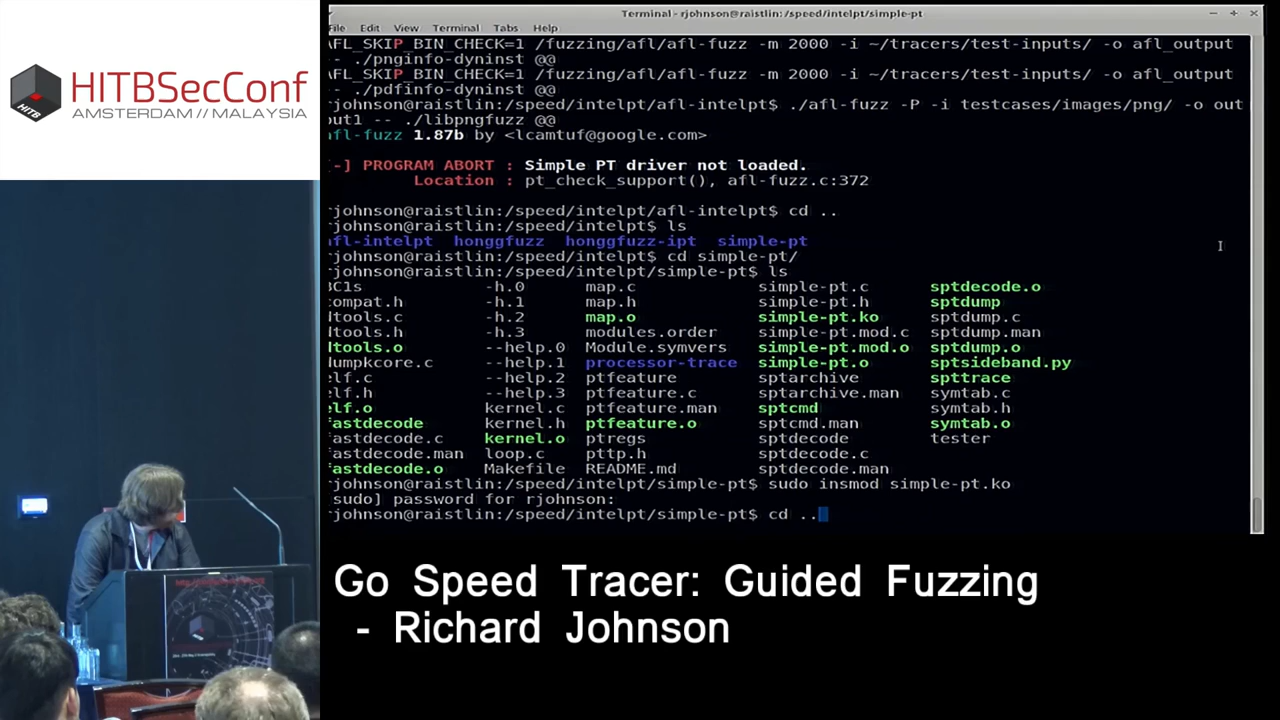 HITBSecConf
AMSTERDAM // MALAYSIA
HITB
Terminal - rjohnson@raistlin:/speed/intelpt/simple-pt
File Edit View Terminal Tabs Help
AFL_SKIP_BIN_CHECK=1 /fuzzing/afl/afl-fuzz -m 2000 -i ~/tracers/test-inputs/ -o afl_output
-- ./pnginfo-dyninst @@
AFL_SKIP_BIN_CHECK=1 /fuzzing/afl/afl-fuzz -m 2000 -i ~/tracers/test-inputs/ -o afl_output
-- ./pdfinfo-dyninst @@
rjohnson@raistlin:/speed/intelpt/afl-intelpt$ ./afl-fuzz -P -i testcases/images/png/ -o out
put1 -- ./libpngfuzz @@
afl-fuzz 1.87b by <lcamtuf@google.com>
[-] PROGRAM ABORT : Simple PT driver not loaded.
Location : pt_check_support(), afl-fuzz.c:372
rjohnson@raistlin:/speed/intelpt/afl-intelpt$ cd ..
rjohnson@raistlin:/speed/intelpt$ ls
afl-intelpt honggfuzz honggfuzz-ipt simple-pt
rjohnson@raistlin:/speed/intelpt$ cd simple-pt/
rjohnson@raistlin:/speed/intelpt/simple-pt$ ls
BC1s -h.0 map.c simple-pt.c sptdecode.o
compat.h -h.1 map.h simple-pt.h sptdump
dtools.c -h.2 map.o simple-pt.ko sptdump.c
dtools.h -h.3 modules.order simple-pt.mod.c sptdump.man
dtools.o --help.0 Module.symvers simple-pt.mod.o sptdump.o
dumpkcore.c --help.1 processor-trace simple-pt.o sptsideband.py
elf.c --help.2 ptfeature sptarchive spttrace
elf.h --help.3 ptfeature.c sptarchive.man symtab.c
elf.o kernel.c ptfeature.man sptcmd symtab.h
fastdecode kernel.h ptfeature.o sptcmd.man symtab.o
fastdecode.c kernel.o ptregs sptdecode tester
fastdecode.man loop.c pttp.h sptdecode.c
fastdecode.o Makefile README.md sptdecode.man
rjohnson@raistlin:/speed/intelpt/simple-pt$ sudo insmod simple-pt.ko
[sudo] password for rjohnson:
rjohnson@raistlin:/speed/intelpt/simple-pt$ cd ..
Go Speed Tracer: Guided Fuzzing
- Richard Johnson